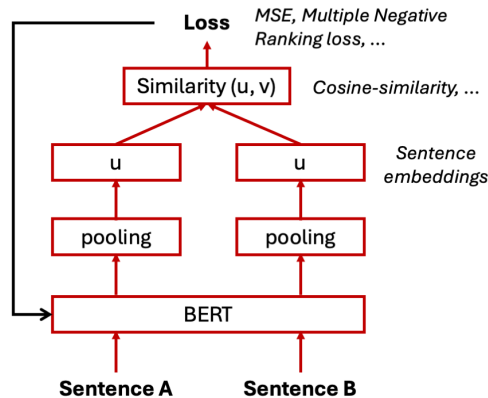 Loss
MSE, Multiple Negative
Ranking loss, ...
Similarity (u, v)
Cosine-similarity, ...
u
u
Sentence
embeddings
pooling
pooling
BERT
Sentence A
Sentence B